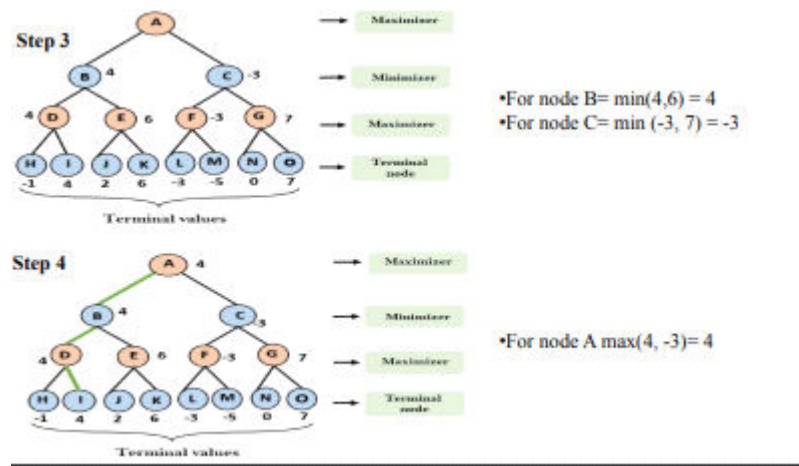 A
Maximizer
Step 3
B 4
C -3
Minimizer
•For node B= min(4,6) = 4
•For node C= min (-3, 7) = -3
4 D
E 6
F -3
G 7
Maximizer
H I J K L M N O
Terminal
node
-1 4 2 6 -3 -5 0 7
Terminal values
Step 4
A 4
Maximizer
B 4
C -3
Minimizer
•For node A max(4, -3)= 4
4 D
E 6
F -3
G 7
Maximizer
H I J K L M N O
Terminal
node
-1 4 2 6 -3 -5 0 7
Terminal values